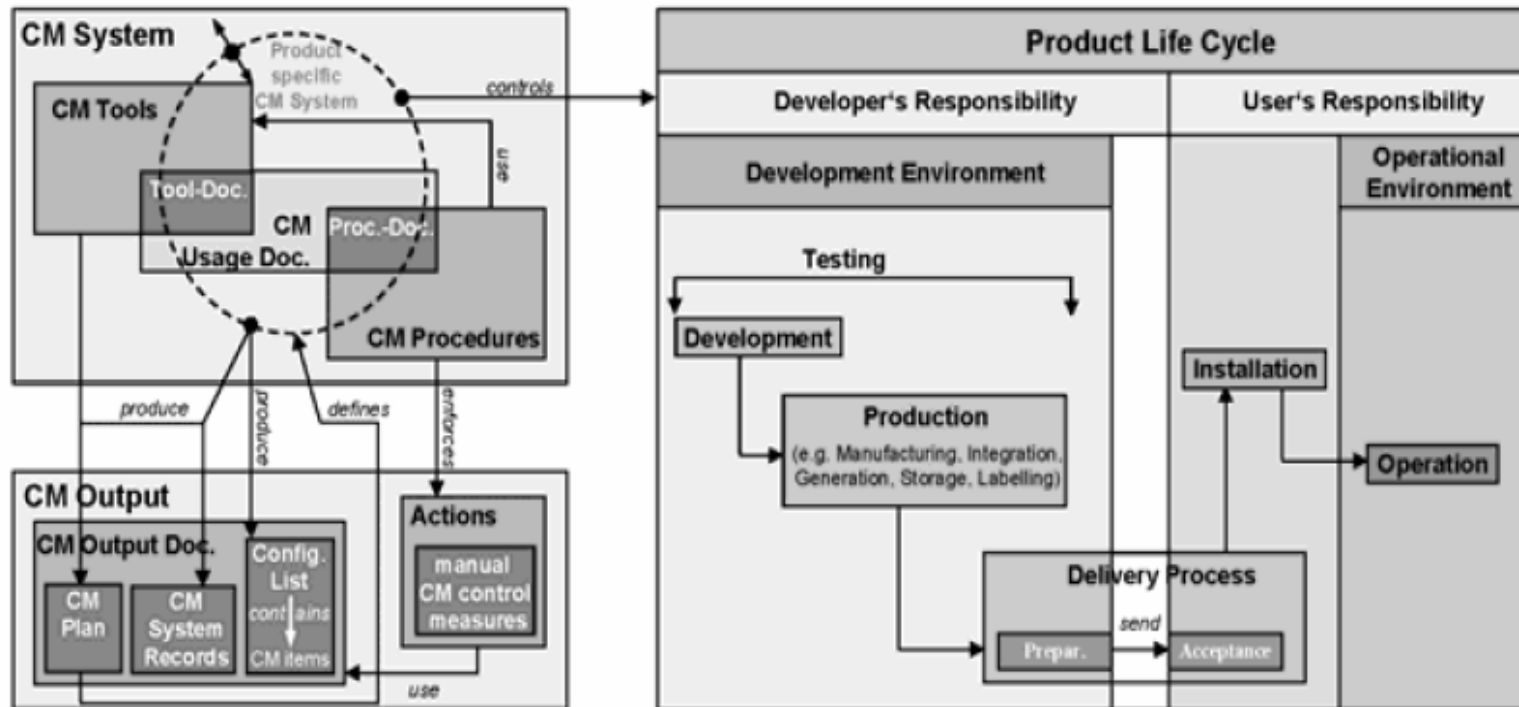 CM System
Product
specific
CM System
CM Tools
controls
use
Tool-Doc.
CM
Usage Doc.
Proc.-Doc.
CM Procedures
produce
produce
defines
enforces
CM Output
CM Output Doc.
CM
Plan
CM
System
Records
Config.
List
contains
CM items
Actions
manual
CM control
measures
use
Product Life Cycle
Developer‘s Responsibility
User‘s Responsibility
Development Environment
Operational
Environment
Testing
Development
Production
(e.g. Manufacturing, Integration,
Generation, Storage, Labelling)
Installation
Operation
Delivery Process
send
Prepar.
Acceptance